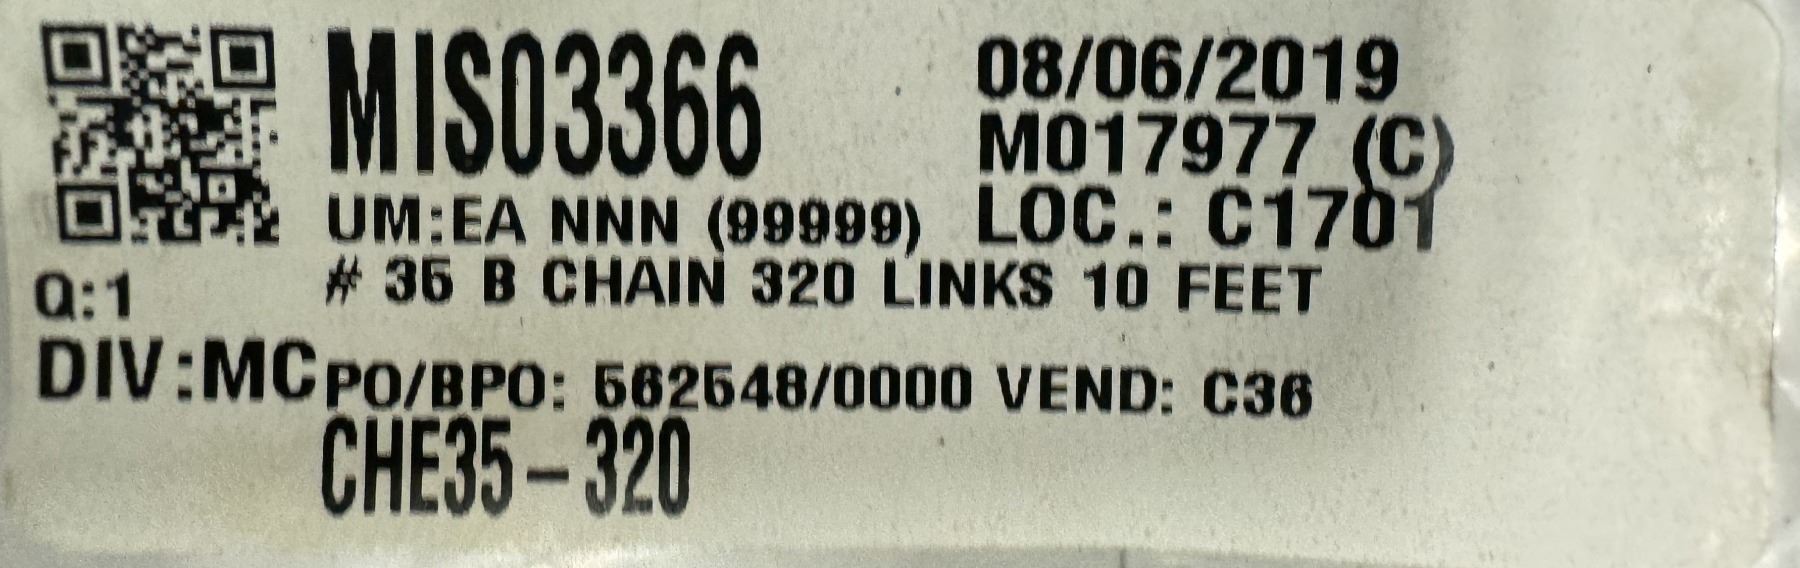 MIS03366
08/06/2019
M017977 (C)
UM:EA NNN (99999)
LOC.: C1701
# 35 B CHAIN 320 LINKS 10 FEET
Q:1
DIV:MC
PO/BPO: 562548/0000 VEND: C36
CHE35-320